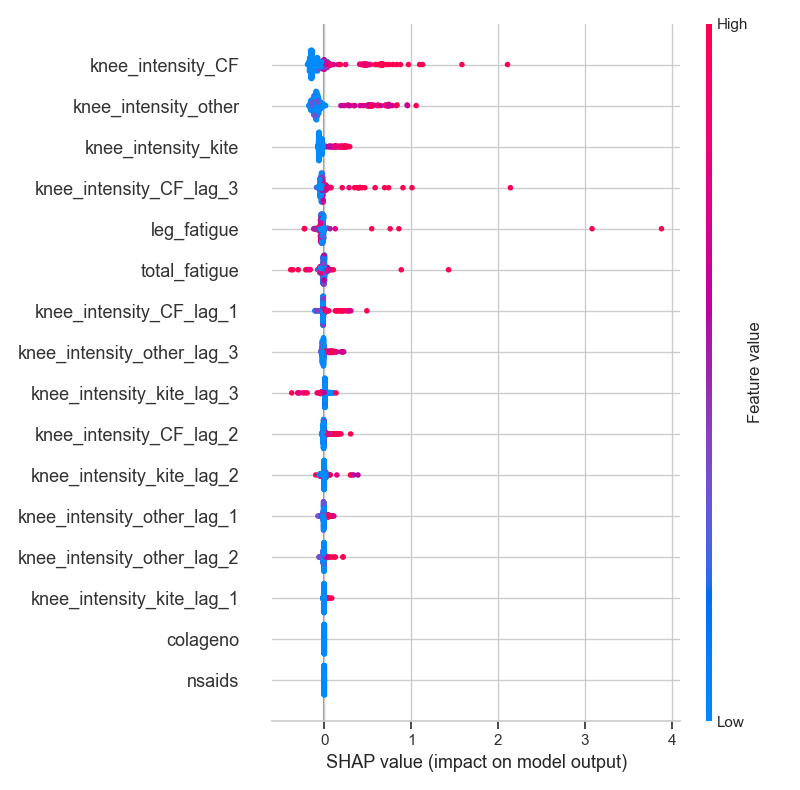 High
knee_intensity_CF
knee_intensity_other
knee_intensity_kite
knee_intensity_CF_lag_3
leg_fatigue
total_fatigue
knee_intensity_CF_lag_1
knee_intensity_other_lag_3
knee_intensity_kite_lag_3
knee_intensity_CF_lag_2
knee_intensity_kite_lag_2
knee_intensity_other_lag_1
knee_intensity_other_lag_2
knee_intensity_kite_lag_1
colageno
nsaids
Feature value
Low
0 1 2 3 4
SHAP value (impact on model output)